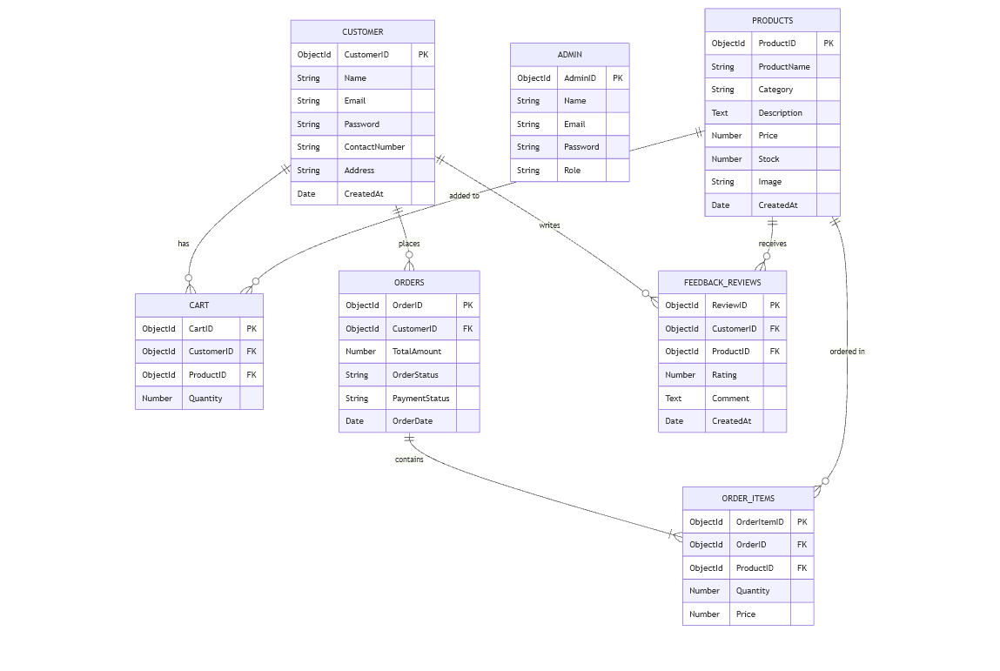 PRODUCTS
ObjectId ProductID PK
String ProductName
String Category
Text Description
Number Price
Number Stock
String Image
Date CreatedAt
CUSTOMER
ObjectId CustomerID PK
String Name
String Email
String Password
String ContactNumber
String Address
Date CreatedAt
ADMIN
ObjectId AdminID PK
String Name
String Email
String Password
String Role
added to
writes
has
places
receives
CART
ObjectId CartID PK
ObjectId CustomerID FK
ObjectId ProductID FK
Number Quantity
ORDERS
ObjectId OrderID PK
ObjectId CustomerID FK
Number TotalAmount
String OrderStatus
String PaymentStatus
Date OrderDate
FEEDBACK_REVIEWS
ObjectId ReviewID PK
ObjectId CustomerID FK
ObjectId ProductID FK
Number Rating
Text Comment
Date CreatedAt
ordered in
contains
ORDER_ITEMS
ObjectId OrderItemID PK
ObjectId OrderID FK
ObjectId ProductID FK
Number Quantity
Number Price